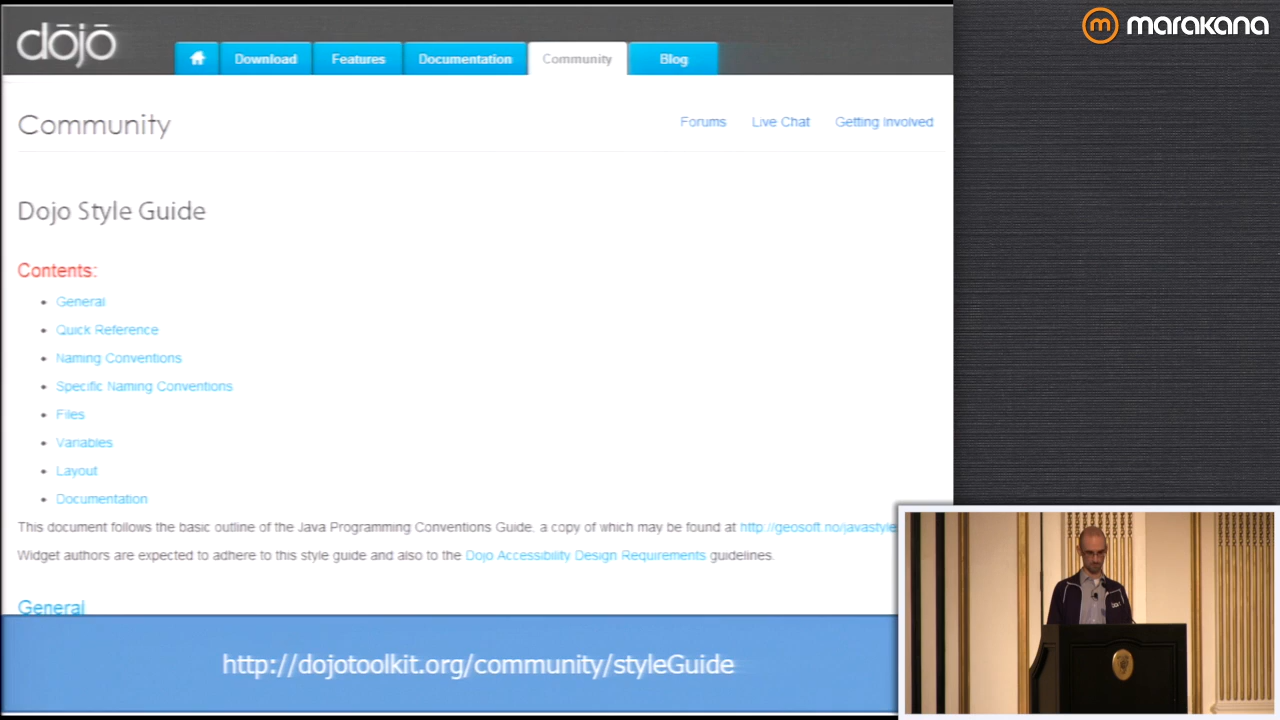 dōjō
Download
Features
Documentation
Community
Blog
marakana
Community
Forums
Live Chat
Getting Involved
Dojo Style Guide
Contents:
General
Quick Reference
Naming Conventions
Specific Naming Conventions
Files
Variables
Layout
Documentation
This document follows the basic outline of the Java Programming Conventions Guide, a copy of which may be found at http://geosoft.no/javastyle
Widget authors are expected to adhere to this style guide and also to the Dojo Accessibility Design Requirements guidelines.
General
http://dojotoolkit.org/community/styleGuide